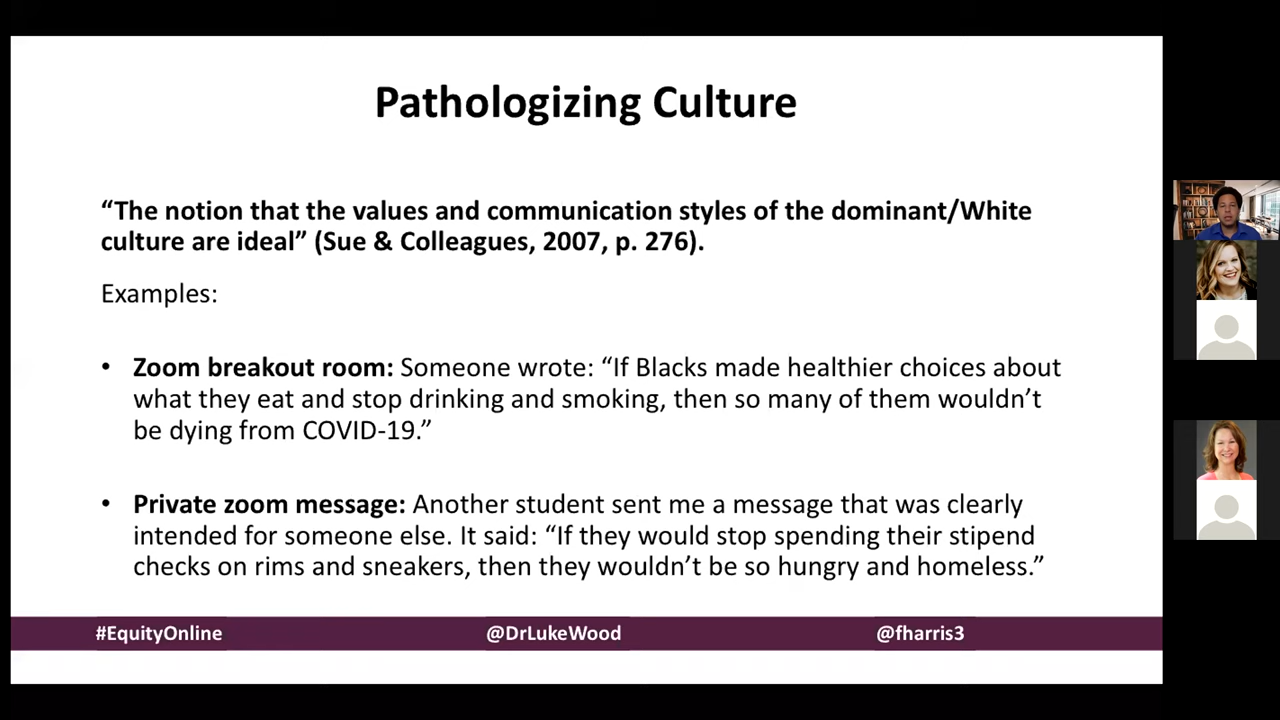 Pathologizing Culture
“The notion that the values and communication styles of the dominant/White
culture are ideal” (Sue & Colleagues, 2007, p. 276).
Examples:
• Zoom breakout room: Someone wrote: “If Blacks made healthier choices about
what they eat and stop drinking and smoking, then so many of them wouldn’t
be dying from COVID-19.”
• Private zoom message: Another student sent me a message that was clearly
intended for someone else. It said: “If they would stop spending their stipend
checks on rims and sneakers, then they wouldn’t be so hungry and homeless.”
#EquityOnline
@DrLukeWood
@fharris3